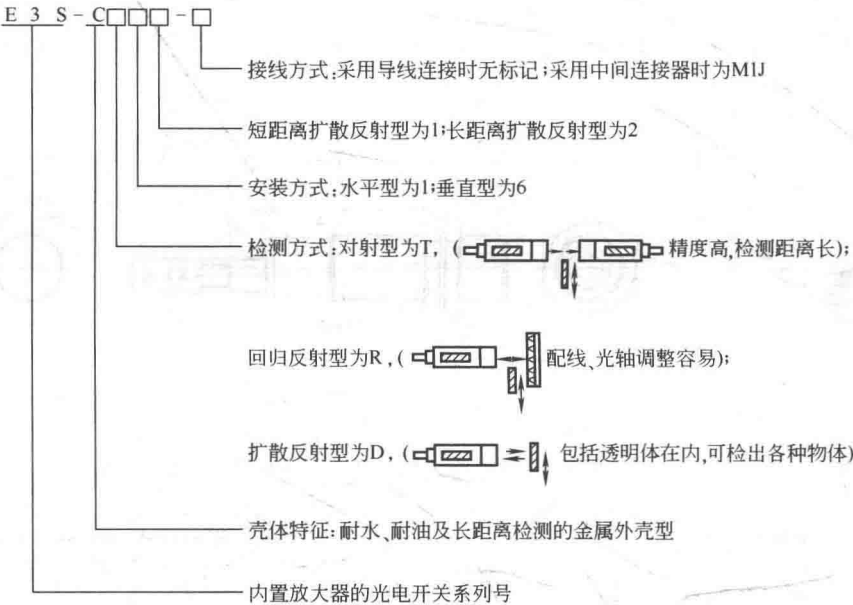 E3S-C□□□-□
接线方式:采用导线连接时无标记;采用中间连接器时为M1J
短距离扩散反射型为1;长距离扩散反射型为2
安装方式:水平型为1;垂直型为6
检测方式:对射型为T, ( 精度高,检测距离长);
回归反射型为R, ( 配线、光轴调整容易);
扩散反射型为D, ( 包括透明体在内,可检出各种物体)
壳体特征:耐水、耐油及长距离检测的金属外壳型
内置放大器的光电开关系列号